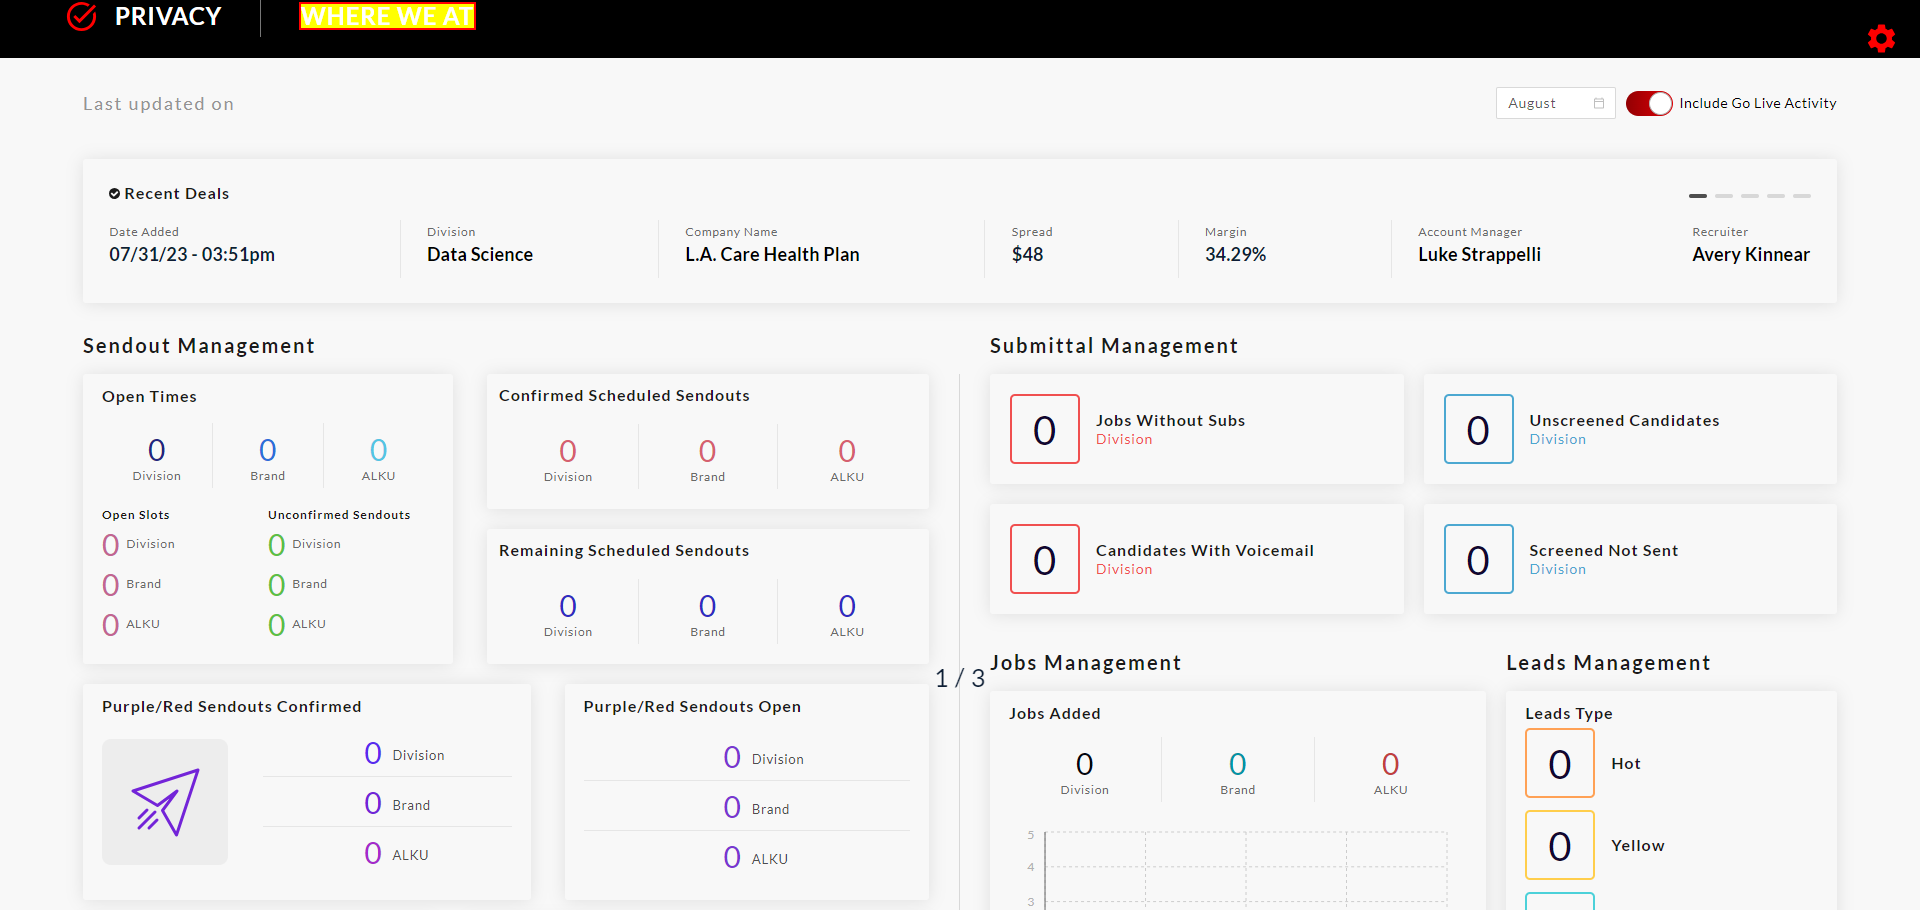 PRIVACY
WHERE WE AT
Last updated on
August
Include Go Live Activity
Recent Deals
Date Added
07/31/23 - 03:51pm
Division
Data Science
Company Name
L.A. Care Health Plan
Spread
$48
Margin
34.29%
Account Manager
Luke Strappelli
Recruiter
Avery Kinnear
Sendout Management
Open Times
0
Division
0
Brand
0
ALKU
Open Slots
0 Division
0 Brand
0 ALKU
Unconfirmed Sendouts
0 Division
0 Brand
0 ALKU
Confirmed Scheduled Sendouts
0
Division
0
Brand
0
ALKU
Remaining Scheduled Sendouts
0
Division
0
Brand
0
ALKU
Purple/Red Sendouts Confirmed
0 Division
0 Brand
0 ALKU
Purple/Red Sendouts Open
0 Division
0 Brand
0 ALKU
1 / 3
Submittal Management
0
Jobs Without Subs
Division
0
Unscreened Candidates
Division
0
Candidates With Voicemail
Division
0
Screened Not Sent
Division
Jobs Management
Jobs Added
0
Division
0
Brand
0
ALKU
5
4
3
Leads Management
Leads Type
0 Hot
0 Yellow